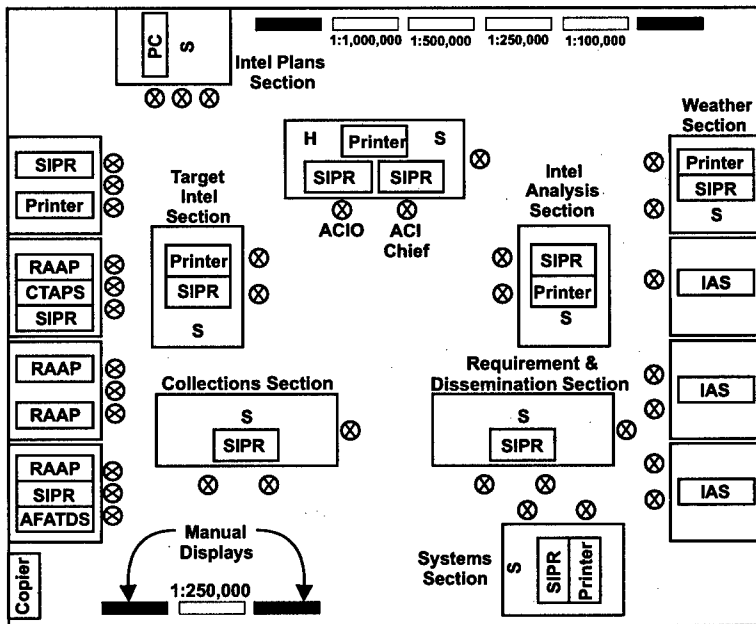 1:1,000,000
1:500,000
1:250,000
1:100,000
PC
S
Intel Plans
Section
Weather
Section
H
Printer
S
SIPR
SIPR
ACIO
ACI
Chief
SIPR
Printer
Target
Intel
Section
Intel
Analysis
Section
Printer
SIPR
S
RAAP
CTAPS
SIPR
Printer
SIPR
S
SIPR
Printer
S
IAS
RAAP
RAAP
Collections Section
S
SIPR
Requirement &
Dissemination Section
S
SIPR
IAS
RAAP
SIPR
AFATDS
IAS
Manual
Displays
Systems
Section
S
SIPR
Printer
Copier
1:250,000